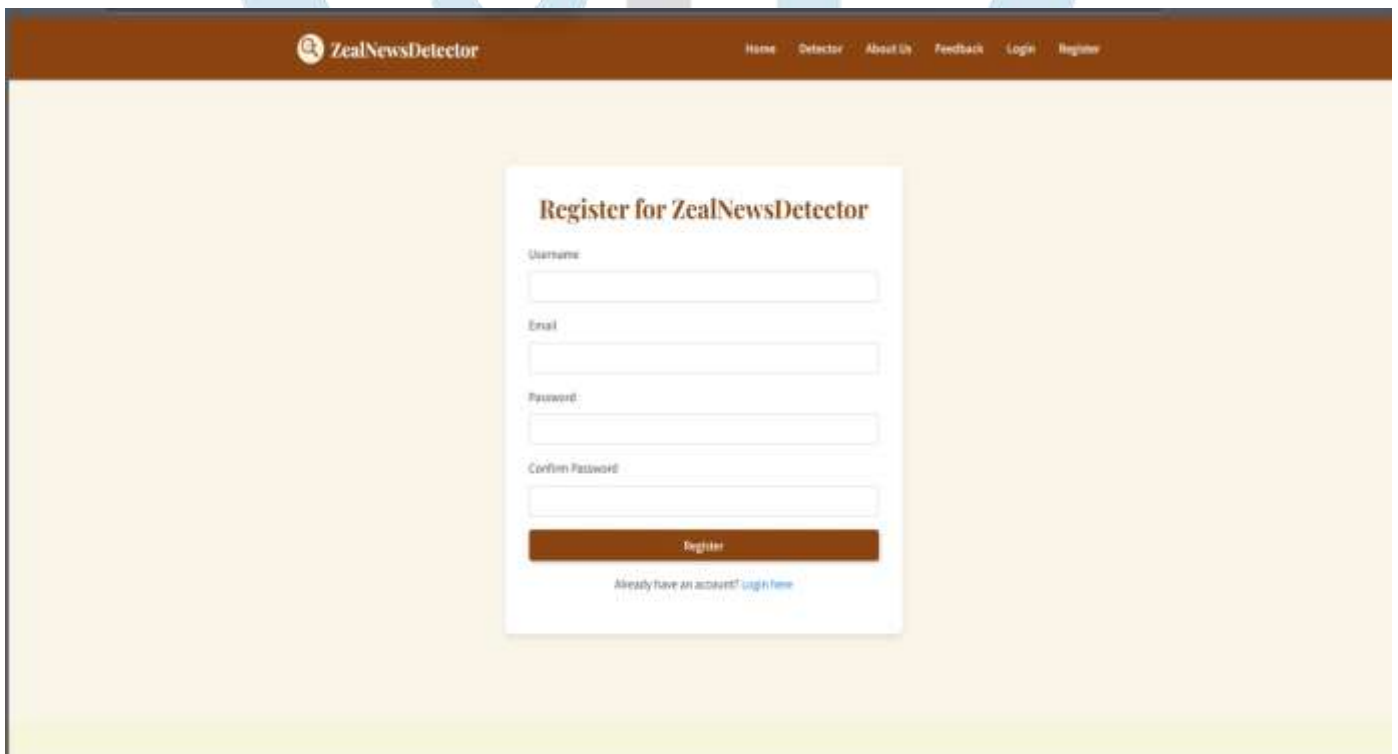 ZealNewsDetector
Home Detector About Us Feedback Login Register
Register for ZealNewsDetector
Username
Email
Password
Confirm Password
Register
Already have an account? Login here